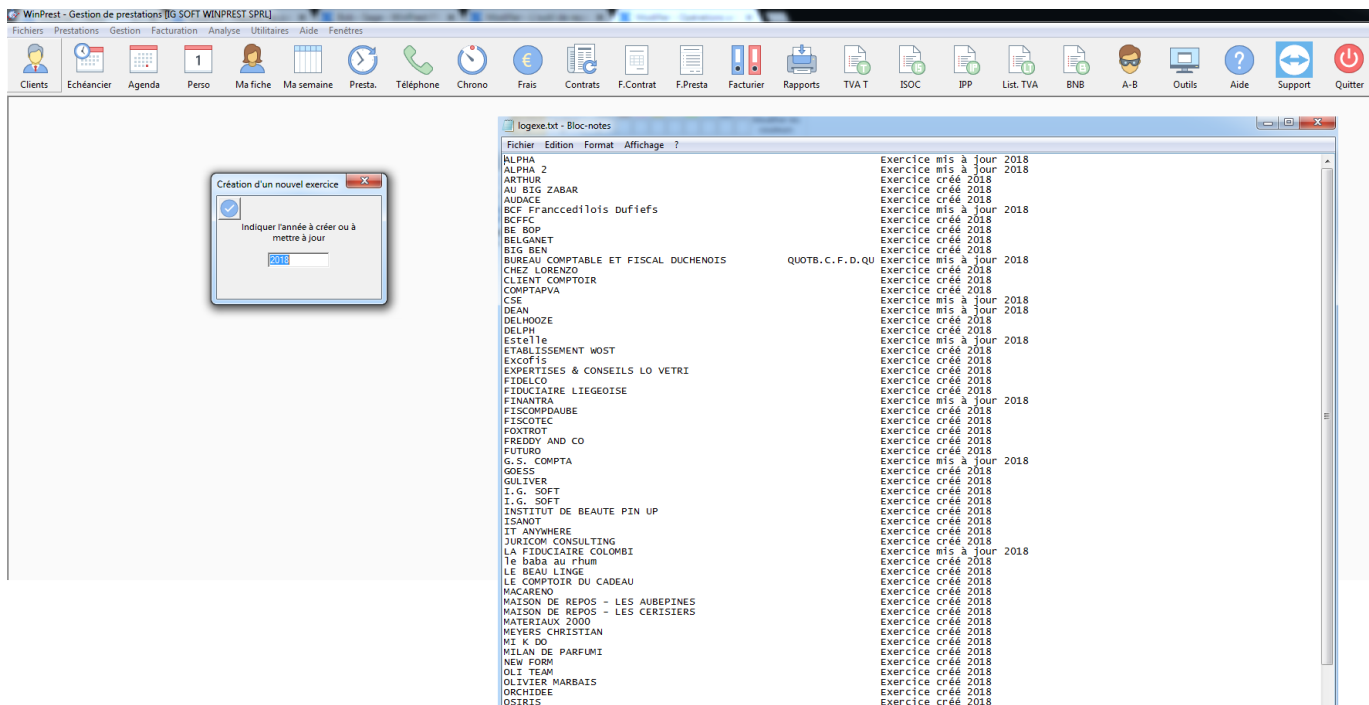 WinPrest - Gestion de prestations [IG SOFT WINPREST SPRL]
Fichiers Prestations Gestion Facturation Analyse Utilitaires Aide Fenêtres
1
Clients Echéancier Agenda Perso Ma fiche Ma semaine Presta. Téléphone Chrono Frais Contrats F.Contrat F.Presta Facturier Rapports TVA T ISOC IPP List. TVA BNB A-B Outils Aide Support Quitter
Création d'un nouvel exercice
Indiquer l'année à créer ou à
mettre à jour
2018
logexe.txt - Bloc-notes
Fichier Edition Format Affichage ?
ALPHA Exercice mis à jour 2018
ALPHA 2 Exercice mis à jour 2018
ARTHUR Exercice créé 2018
AU BIG ZABAR Exercice créé 2018
AUDACE Exercice créé 2018
BCF Franccedilois Dufiefs Exercice mis à jour 2018
BCFFC Exercice créé 2018
BE BOP Exercice créé 2018
BELGANET Exercice créé 2018
BIG BEN Exercice créé 2018
BUREAU COMPTABLE ET FISCAL DUCHENOIS QUOTB.C.F.D.QU Exercice mis à jour 2018
CHEZ LORENZO Exercice créé 2018
CLIENT COMPTOIR Exercice créé 2018
COMPTAPVA Exercice créé 2018
CSE Exercice mis à jour 2018
DEAN Exercice mis à jour 2018
DELHOOZE Exercice créé 2018
DELPH Exercice créé 2018
Estelle Exercice mis à jour 2018
ETABLISSEMENT WOST Exercice créé 2018
Excofis Exercice créé 2018
EXPERTISES & CONSEILS LO VETRI Exercice créé 2018
FIDELCO Exercice créé 2018
FIDUCIAIRE LIEGEOISE Exercice créé 2018
FINANTRA Exercice mis à jour 2018
FISCOMPDAUBE Exercice créé 2018
FISCOTEC Exercice créé 2018
FOXTROT Exercice créé 2018
FREDDY AND CO Exercice créé 2018
FUTURO Exercice créé 2018
G.S. COMPTA Exercice mis à jour 2018
GOESS Exercice créé 2018
GULIVER Exercice créé 2018
I.G. SOFT Exercice créé 2018
I.G. SOFT Exercice créé 2018
INSTITUT DE BEAUTE PIN UP Exercice créé 2018
ISANOT Exercice créé 2018
IT ANYWHERE Exercice créé 2018
JURICOM CONSULTING Exercice créé 2018
LA FIDUCIAIRE COLOMBI Exercice mis à jour 2018
le baba au rhum Exercice créé 2018
LE BEAU LINGE Exercice créé 2018
LE COMPTOIR DU CADEAU Exercice créé 2018
MACARENO Exercice créé 2018
MAISON DE REPOS - LES AUBEPINES Exercice créé 2018
MAISON DE REPOS - LES CERISIERS Exercice créé 2018
MATERIAUX 2000 Exercice créé 2018
MEYERS CHRISTIAN Exercice créé 2018
MI K DO Exercice créé 2018
MILAN DE PARFUMI Exercice créé 2018
NEW FORM Exercice créé 2018
OLI TEAM Exercice créé 2018
OLIVIER MARBAIS Exercice créé 2018
ORCHIDEE Exercice créé 2018
OSIRIS Exercice créé 2018